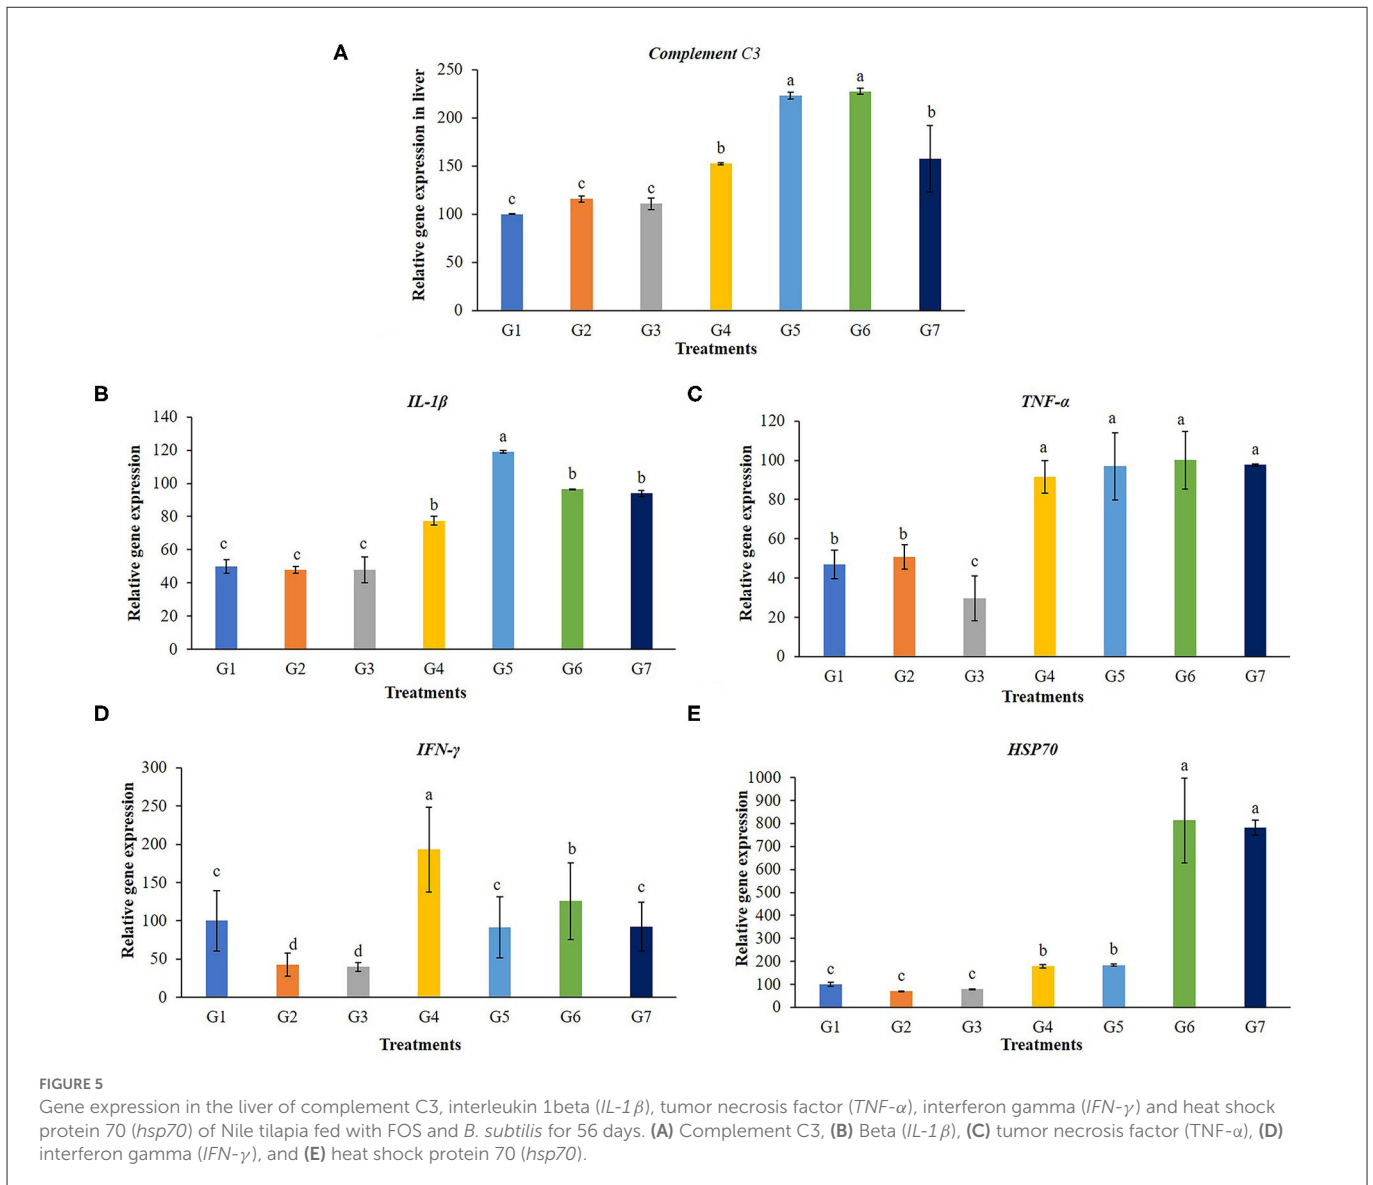 A
Complement C3
Relative gene expression in liver
250
200
150
100
50
0
c
c
c
b
a
a
b
G1 G2 G3 G4 G5 G6 G7
Treatments
B
IL-1β
Relative gene expression
140
120
100
80
60
40
20
0
c
c
c
b
a
b
b
G1 G2 G3 G4 G5 G6 G7
Treatments
C
TNF-α
Relative gene expression
120
100
80
60
40
20
0
b
b
c
a
a
a
a
G1 G2 G3 G4 G5 G6 G7
Treatments
D
IFN-γ
Relative gene expression
300
250
200
150
100
50
0
c
d
d
a
c
b
c
G1 G2 G3 G4 G5 G6 G7
Treatments
E
HSP70
Relative gene expression
1000
900
800
700
600
500
400
300
200
100
0
c
c
c
b
b
a
a
G1 G2 G3 G4 G5 G6 G7
Treatments
FIGURE 5
Gene expression in the liver of complement C3, interleukin 1beta (IL-1β), tumor necrosis factor (TNF-α), interferon gamma (IFN-γ) and heat shock
protein 70 (hsp70) of Nile tilapia fed with FOS and B. subtilis for 56 days. (A) Complement C3, (B) Beta (IL-1β), (C) tumor necrosis factor (TNF-α), (D)
interferon gamma (IFN-γ), and (E) heat shock protein 70 (hsp70).